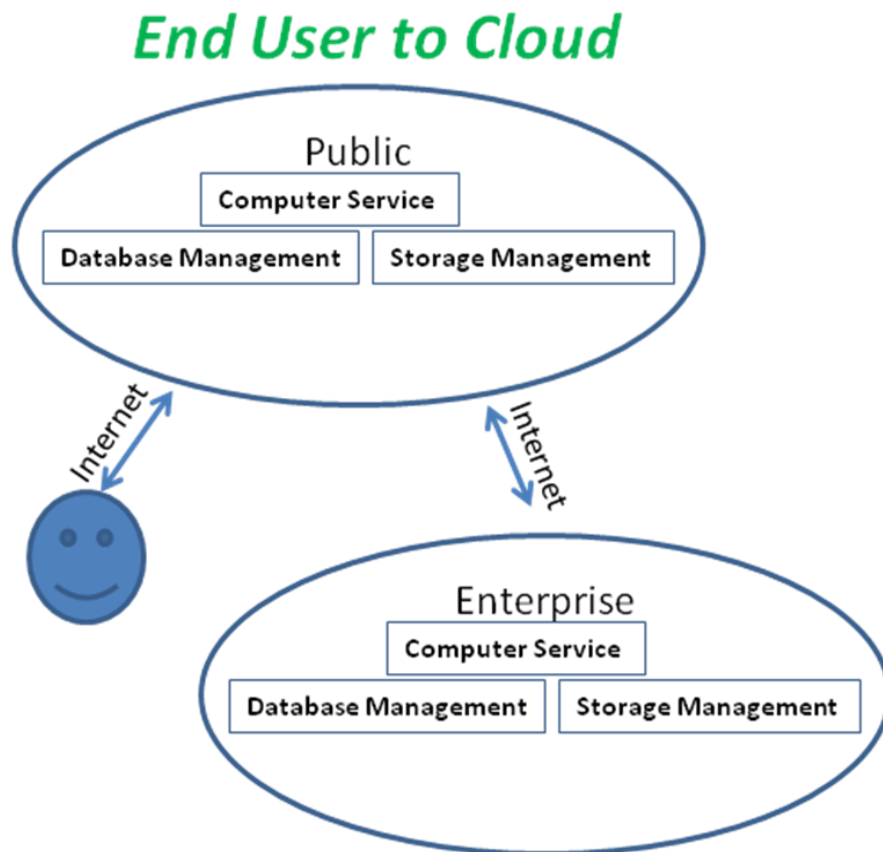 End User to Cloud
Public
Computer Service
Database Management
Storage Management
Internet
Internet
Enterprise
Computer Service
Database Management
Storage Management